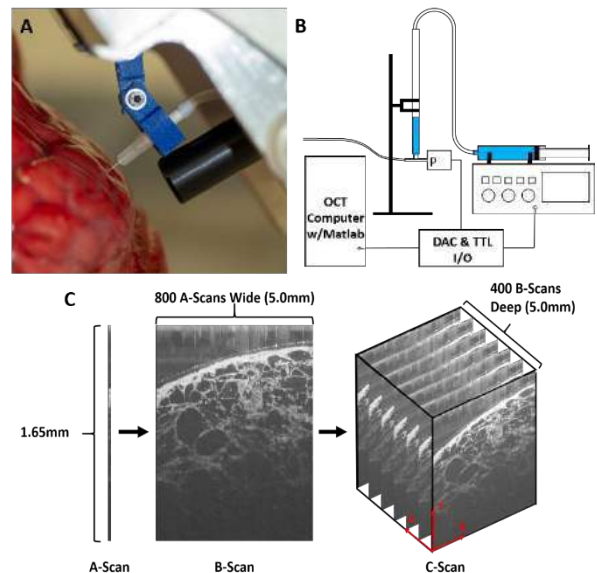 A
B
P
OCT
Computer
w/Matlab
DAC & TTL
I/O
C
800 A-Scans Wide (5.0mm)
400 B-Scans
Deep (5.0mm)
1.65mm
A-Scan
B-Scan
C-Scan